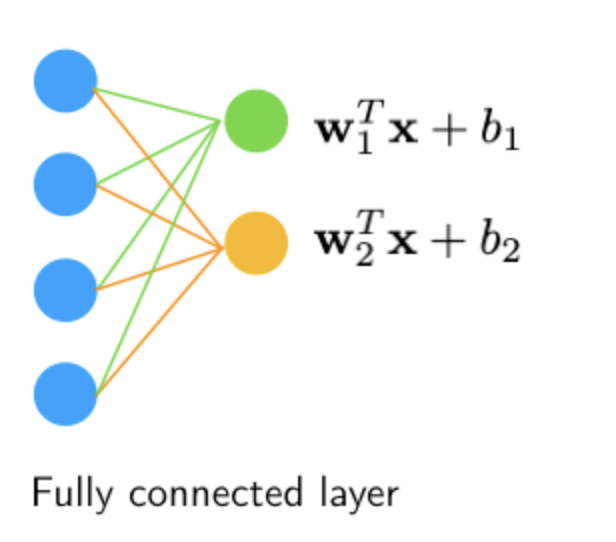 𝐰₁ᵀ𝐱 + b₁
𝐰₂ᵀ𝐱 + b₂
Fully connected layer